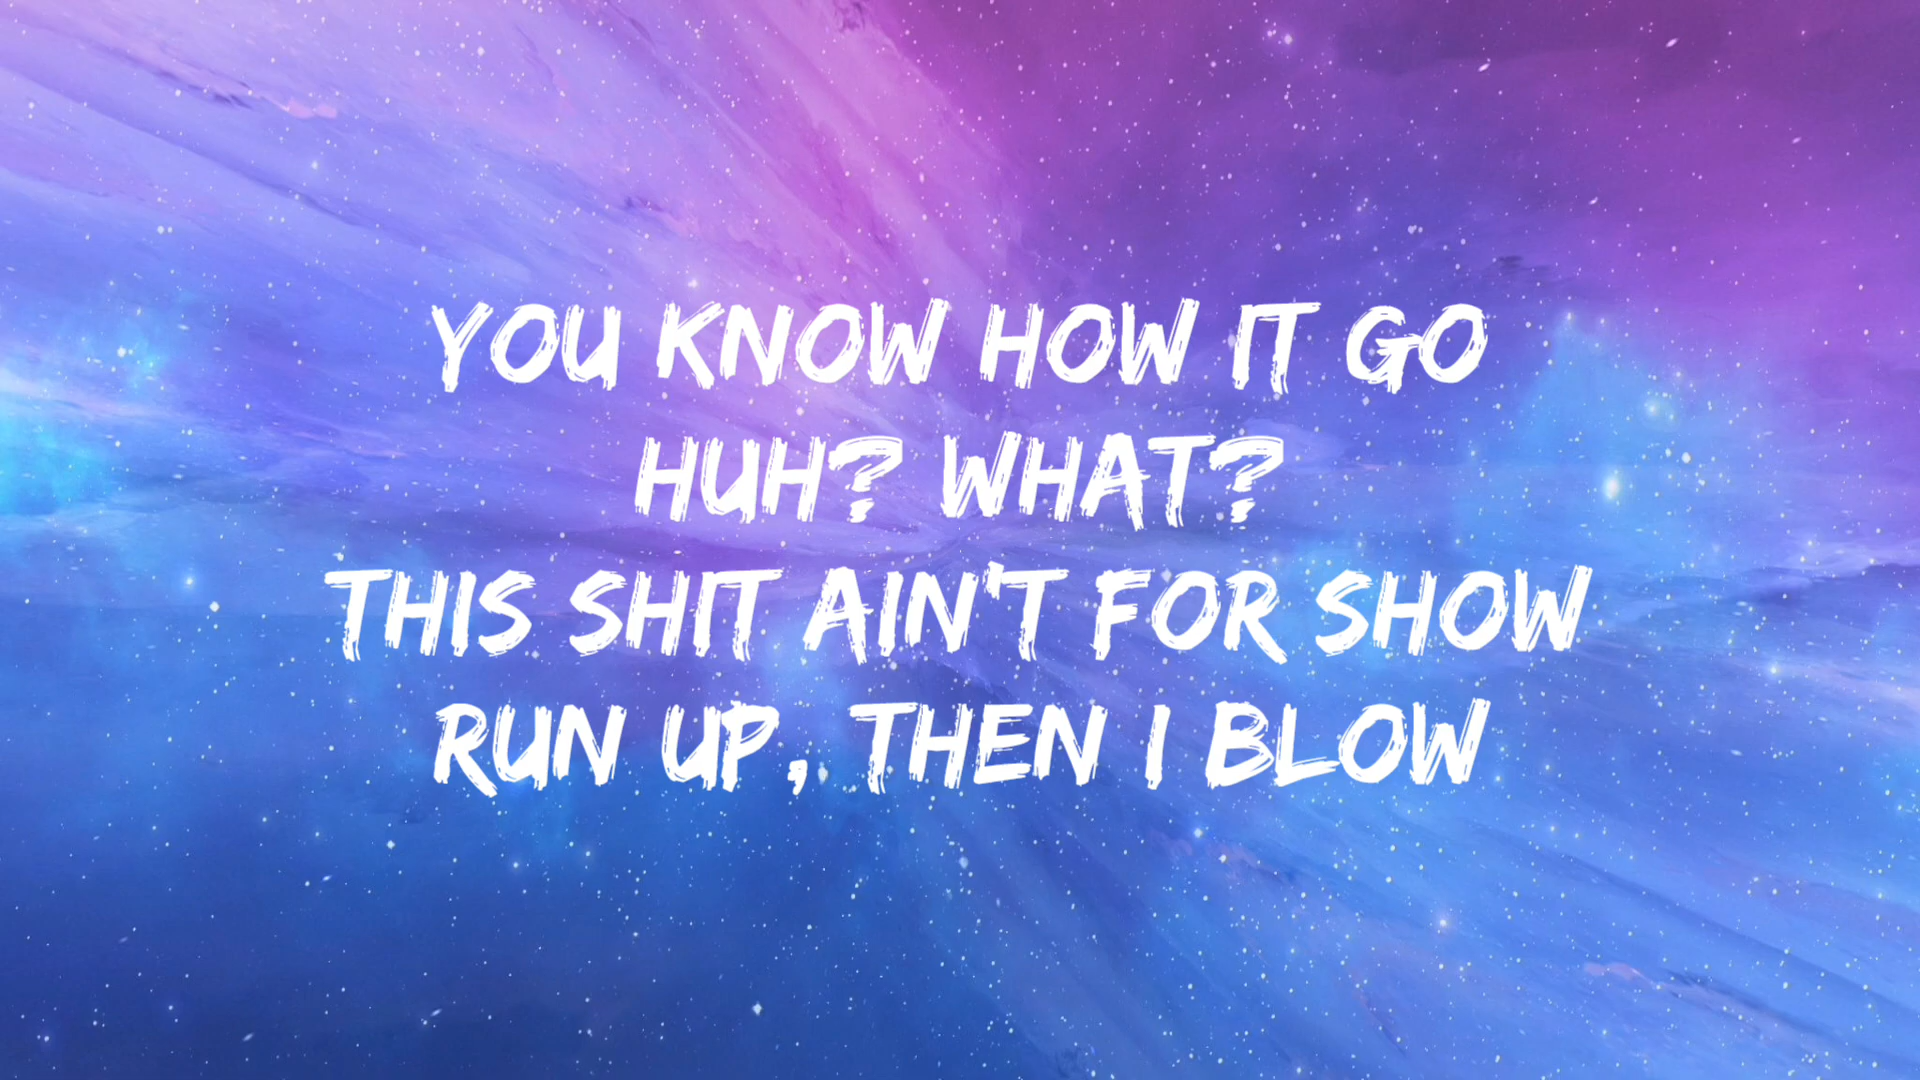 YOU KNOW HOW IT GO
HUH? WHAT?
THIS SHIT AIN'T FOR SHOW
RUN UP, THEN I BLOW